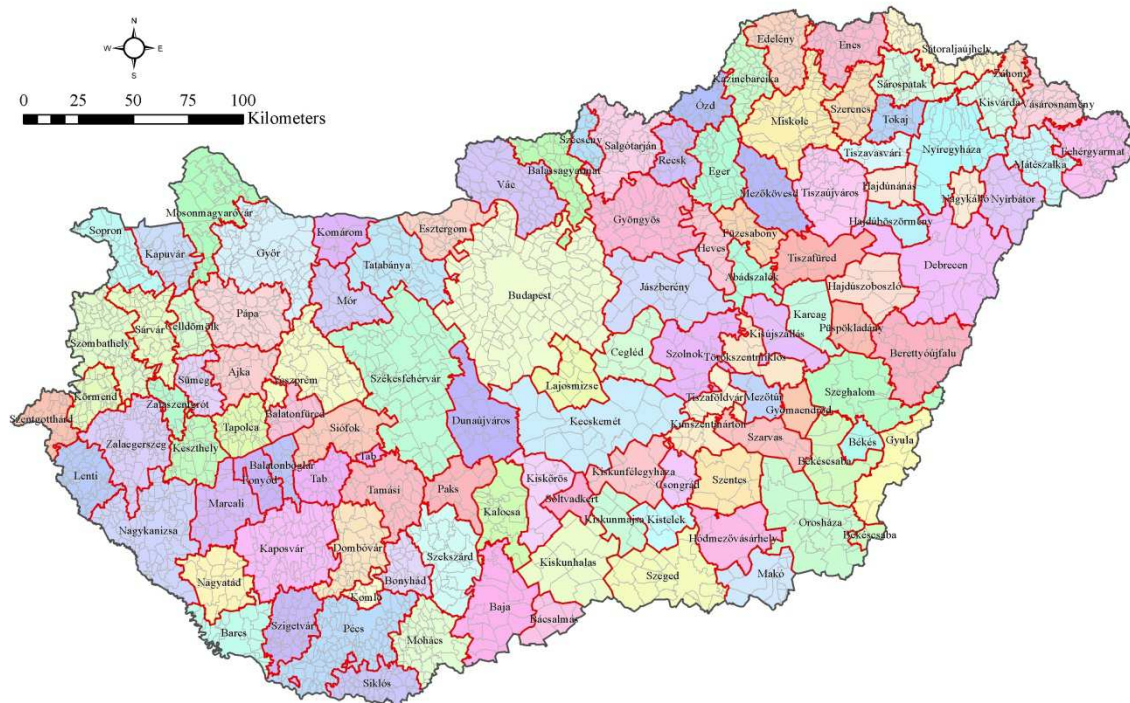 N
W E
S
0 25 50 75 100
Kilometers
Edelény
Encs
Sátoraljaújhely
Záhony
Kazincbarcika
Sárospatak
Kisvárda
Vásárosnamény
Ózd
Miskolc
Szerencs
Tokaj
Szécsény
Salgótarján
Recsk
Eger
Tiszavasvári
Nyíregyháza
Mátészalka
Fehérgyarmat
Balassagyarmat
Vác
Mezőkövesd
Tiszaújváros
Hajdúnánás
Nagykálló
Nyírbátor
Mosonmagyaróvár
Gyöngyös
Hajdúböszörmény
Sopron
Kapuvár
Győr
Komárom
Esztergom
Füzesabony
Heves
Tiszafüred
Debrecen
Tatabánya
Abádszalók
Hajdúszoboszló
Budapest
Jászberény
Mór
Pápa
Karcag
Püspökladány
Kisújszállás
Sárvár
Celldömölk
Szombathely
Cegléd
Szolnok
Törökszentmiklós
Berettyóújfalu
Székesfehérvár
Sümeg
Ajka
Veszprém
Lajosmizse
Szeghalom
Körmend
Zalaszentgrót
Tiszaföldvár
Mezőtúr
Gyomaendrőd
Szentgotthárd
Tapolca
Balatonfüred
Siófok
Dunaújváros
Kecskemét
Kunszentmárton
Szarvas
Békés
Gyula
Zalaegerszeg
Keszthely
Tab
Békéscsaba
Lenti
Balatonboglár
Fonyód
Tab
Tamási
Paks
Kiskőrös
Kiskunfélegyháza
Csongrád
Szentes
Marcali
Kalocsa
Soltvadkert
Nagykanizsa
Kiskunmajsa
Kistelek
Orosháza
Kaposvár
Dombóvár
Szekszárd
Hódmezővásárhely
Békéscsaba
Nagyatád
Bonyhád
Kiskunhalas
Szeged
Makó
Komló
Baja
Bácsalmás
Barcs
Szigetvár
Pécs
Mohács
Siklós